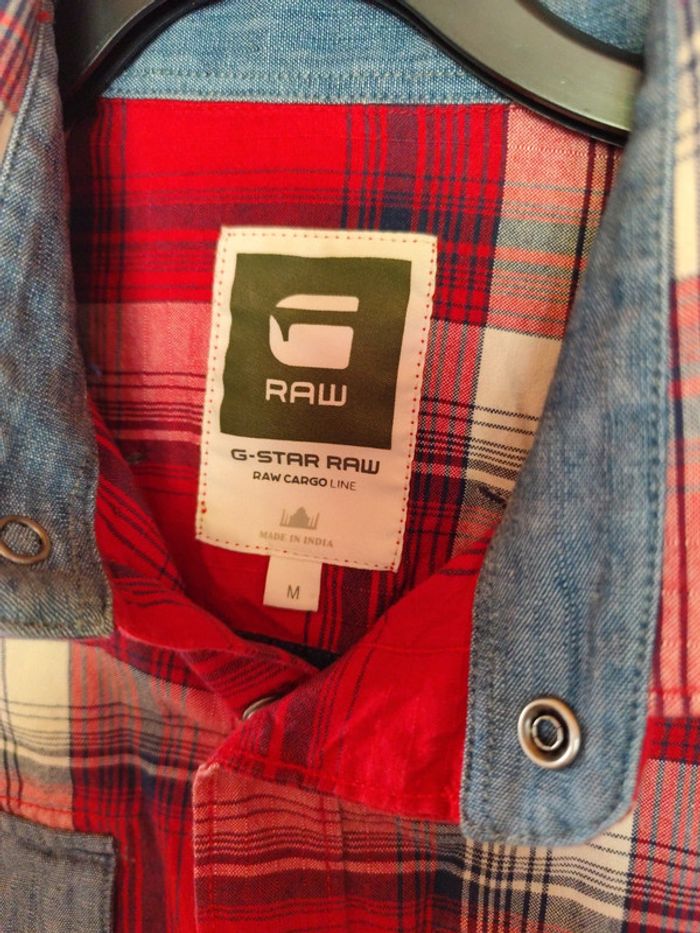 RAW
G-STAR RAW
RAW CARGO LINE
MADE IN INDIA
M